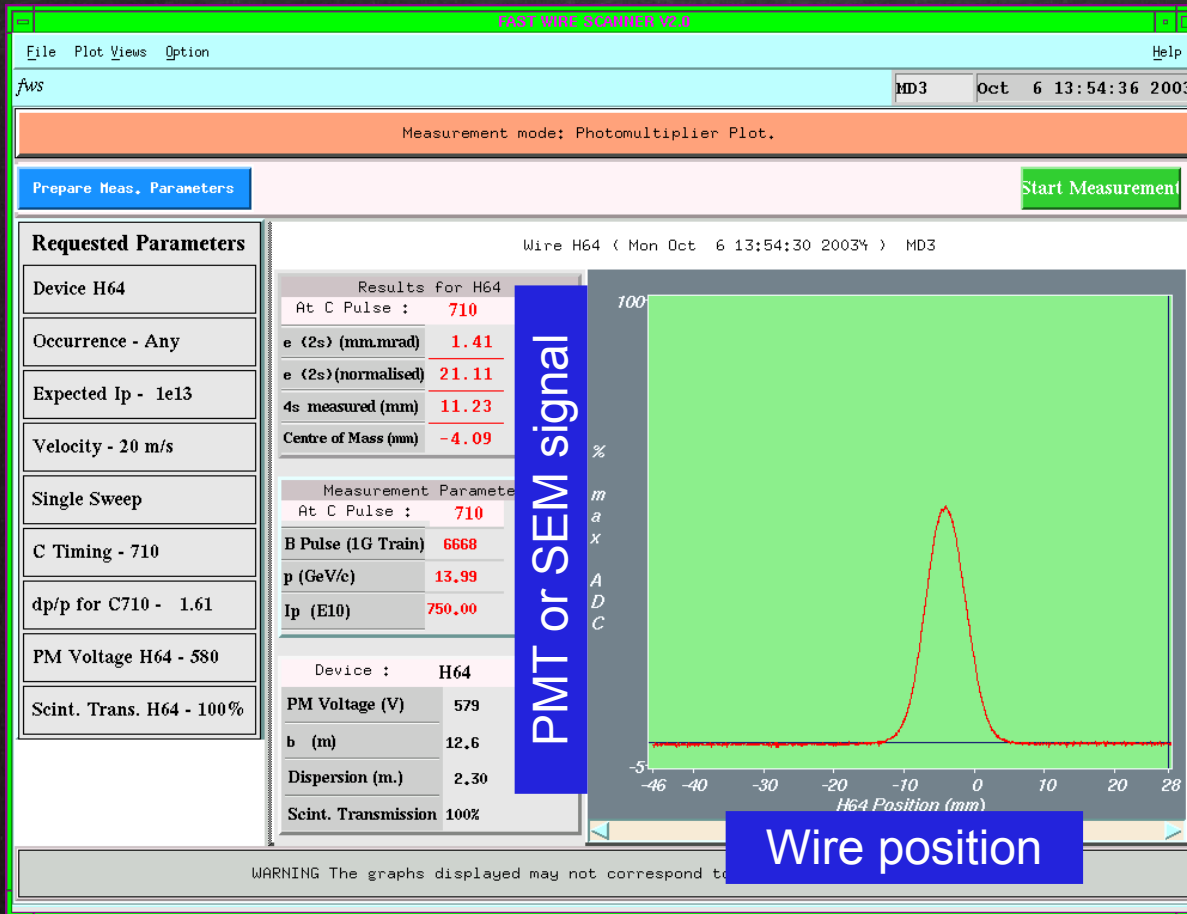 FAST WIRE SCANNER V2.0
File Plot Views Option Help
fws MD3 Oct 6 13:54:36 2003
Measurement mode: Photomultiplier Plot.
Prepare Meas. Parameters Start Measurement
Requested Parameters
Device H64
Occurrence - Any
Expected Ip - 1e13
Velocity - 20 m/s
Single Sweep
C Timing - 710
dp/p for C710 - 1.61
PM Voltage H64 - 580
Scint. Trans. H64 - 100%
Wire H64 ( Mon Oct 6 13:54:30 2003¾ ) MD3
Results for H64
At C Pulse : 710
e (2s) (mm.mrad) 1.41
e (2s)(normalised) 21.11
4s measured (mm) 11.23
Centre of Mass (mm) -4.09
Measurement Paramete
At C Pulse : 710
B Pulse (1G Train) 6668
p (GeV/c) 13.99
Ip (E10) 750.00
Device : H64
PM Voltage (V) 579
b (m) 12.6
Dispersion (m.) 2.30
Scint. Transmission 100%
PMT or SEM signal
100
% max ADC
-5
-46 -40 -30 -20 -10 0 10 20 28
H64 Position (mm)
Wire position
WARNING The graphs displayed may not correspond to